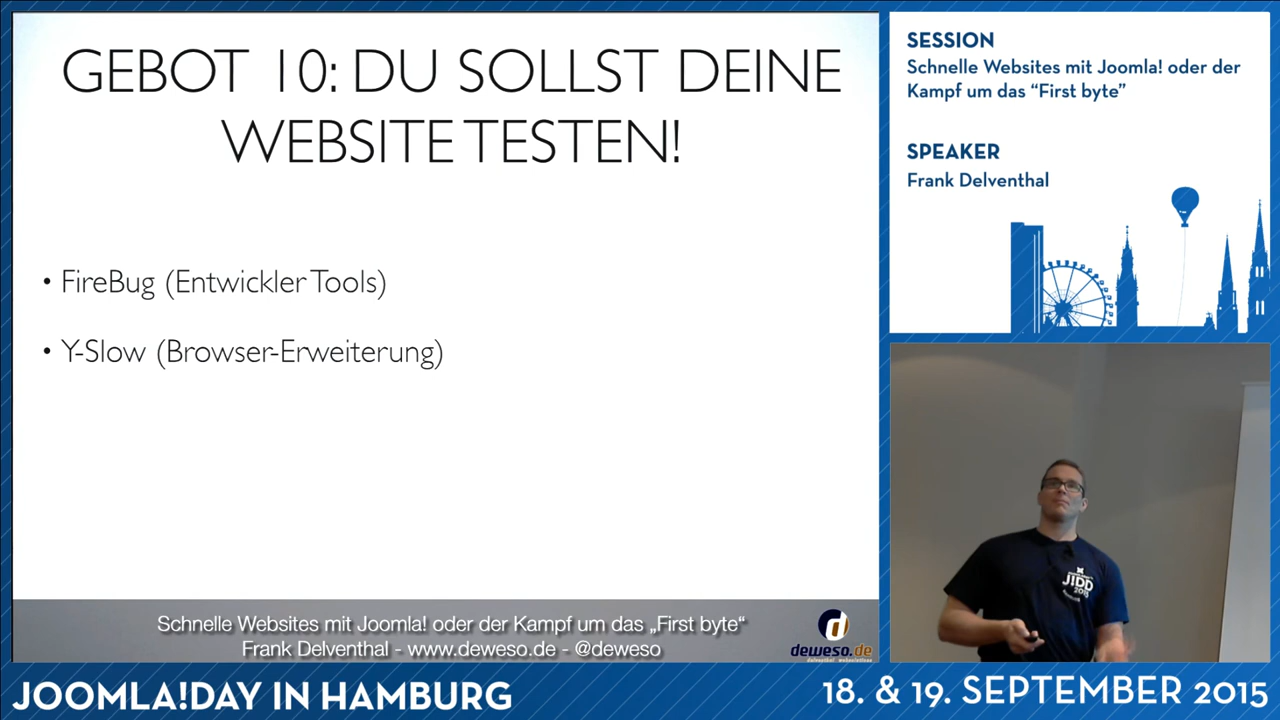 GEBOT 10: DU SOLLST DEINE
WEBSITE TESTEN!
• FireBug (Entwickler Tools)
• Y-Slow (Browser-Erweiterung)
Schnelle Websites mit Joomla! oder der Kampf um das „First byte“
Frank Delventhal - www.deweso.de - @deweso
deweso.de
SESSION
Schnelle Websites mit Joomla! oder der
Kampf um das “First byte”
SPEAKER
Frank Delventhal
JDD
2015
JOOMLA!DAY IN HAMBURG
18. & 19. SEPTEMBER 2015